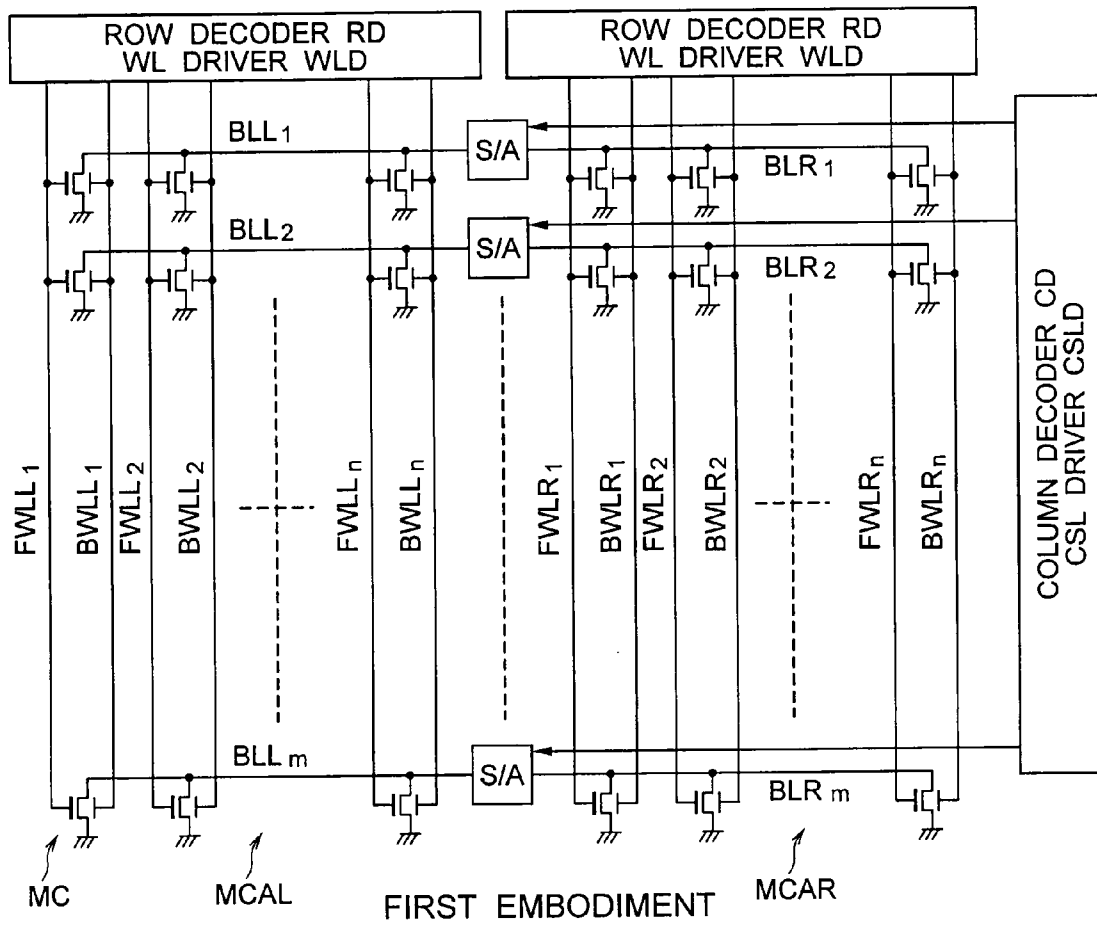 ROW DECODER RD
WL DRIVER WLD
ROW DECODER RD
WL DRIVER WLD
BLL1
S/A
BLR1
BLL2
S/A
BLR2
FWLL1
BWLL1
FWLL2
BWLL2
FWLLn
BWLLn
FWLR1
BWLR1
FWLR2
BWLR2
FWLRn
BWLRn
COLUMN DECODER CD
CSL DRIVER CSLD
BLLm
S/A
BLRm
MC
MCAL
MCAR
FIRST EMBODIMENT